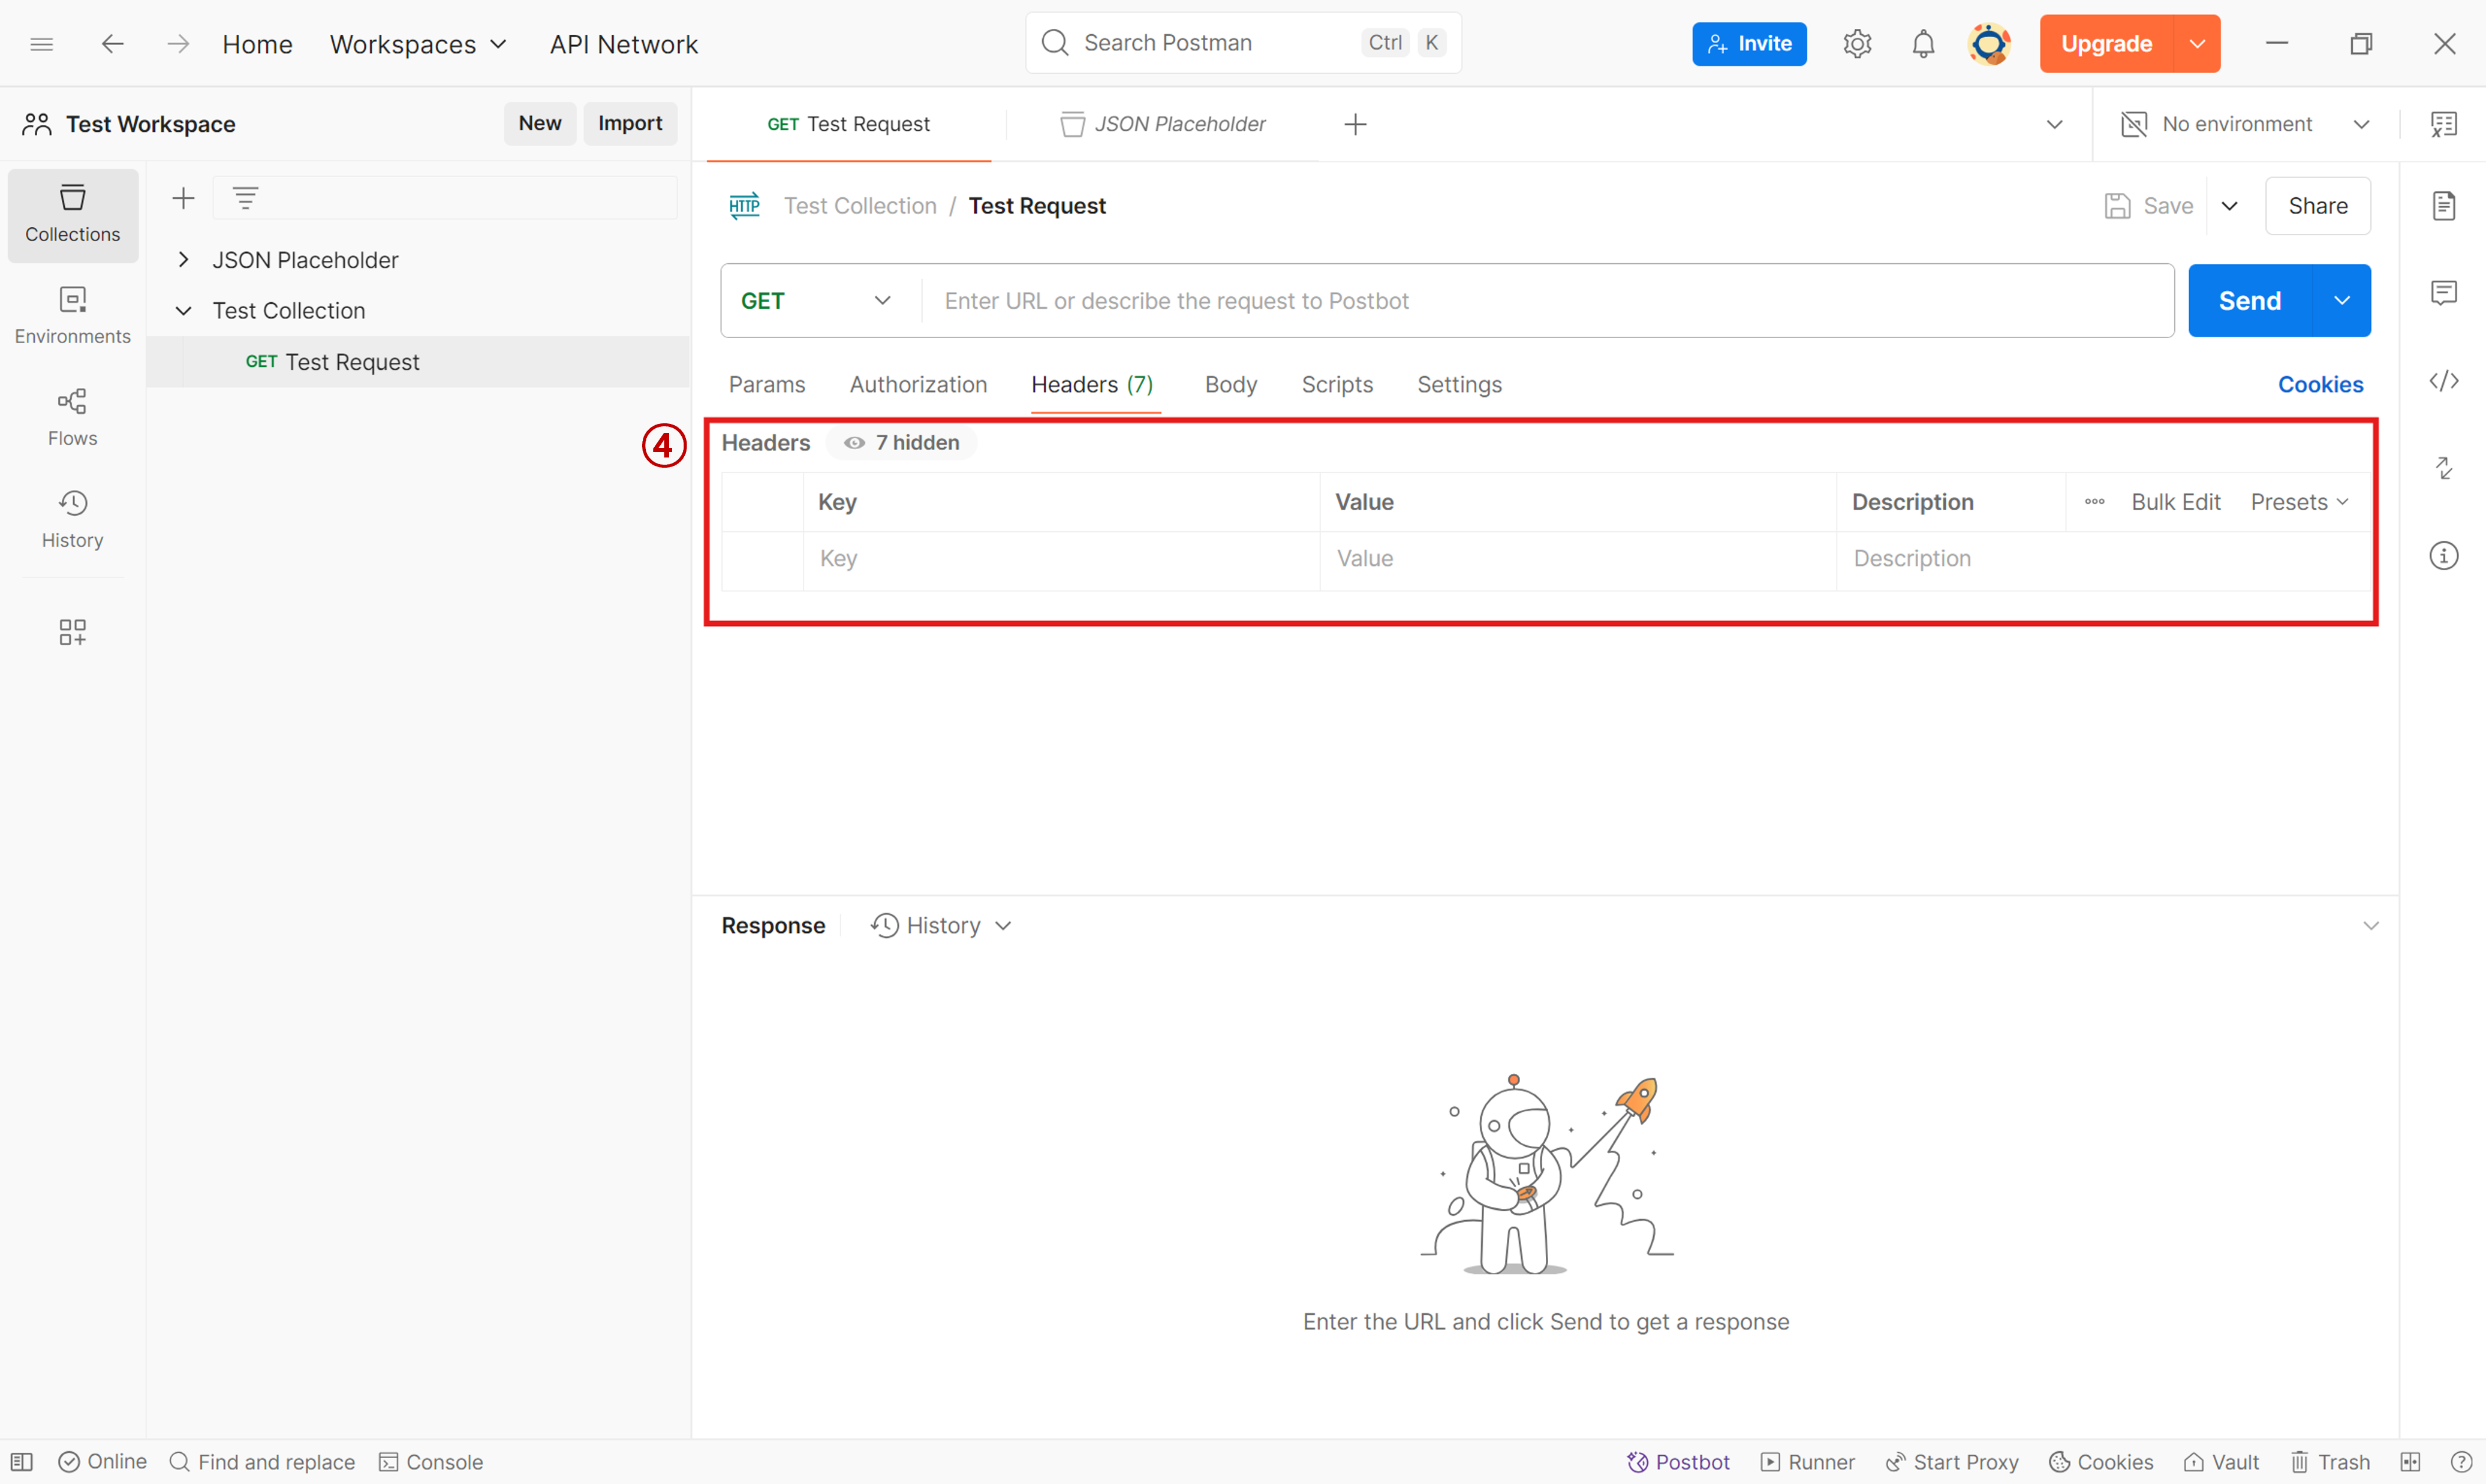 Home Workspaces API Network Search Postman Ctrl K Invite Upgrade
Test Workspace New Import GET Test Request JSON Placeholder No environment
Collections
Environments
Flows
History
JSON Placeholder
Test Collection
GET Test Request
HTTP Test Collection / Test Request Save Share
GET Enter URL or describe the request to Postbot Send
Params Authorization Headers (7) Body Scripts Settings Cookies
④ Headers 7 hidden
Key Value Description Bulk Edit Presets
Key Value Description
Response History
Enter the URL and click Send to get a response
Online Find and replace Console Postbot Runner Start Proxy Cookies Vault Trash